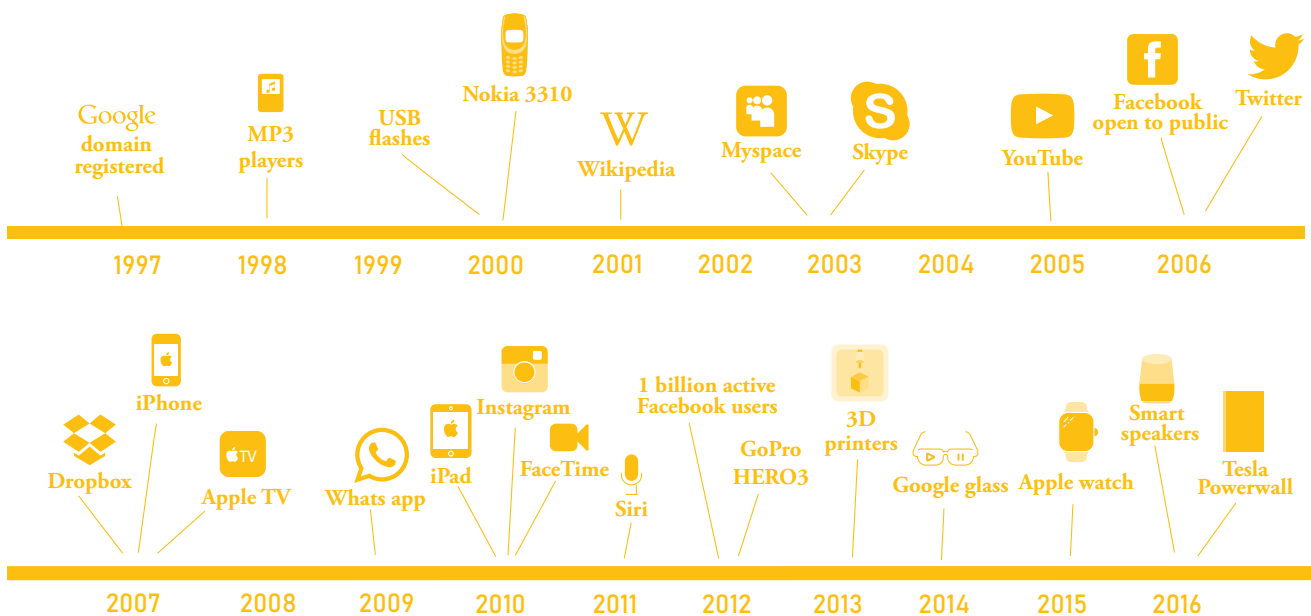 Google
domain
registered
MP3
players
USB
flashes
Nokia 3310
W
Wikipedia
Myspace
S
Skype
YouTube
f
Facebook
open to public
Twitter
1997
1998
1999
2000
2001
2002
2003
2004
2005
2006
Dropbox
iPhone
tv
Apple TV
Whats app
iPad
Instagram
FaceTime
Siri
1 billion active
Facebook users
GoPro
HERO3
3D
printers
Google glass
Apple watch
Smart
speakers
Tesla
Powerwall
2007
2008
2009
2010
2011
2012
2013
2014
2015
2016